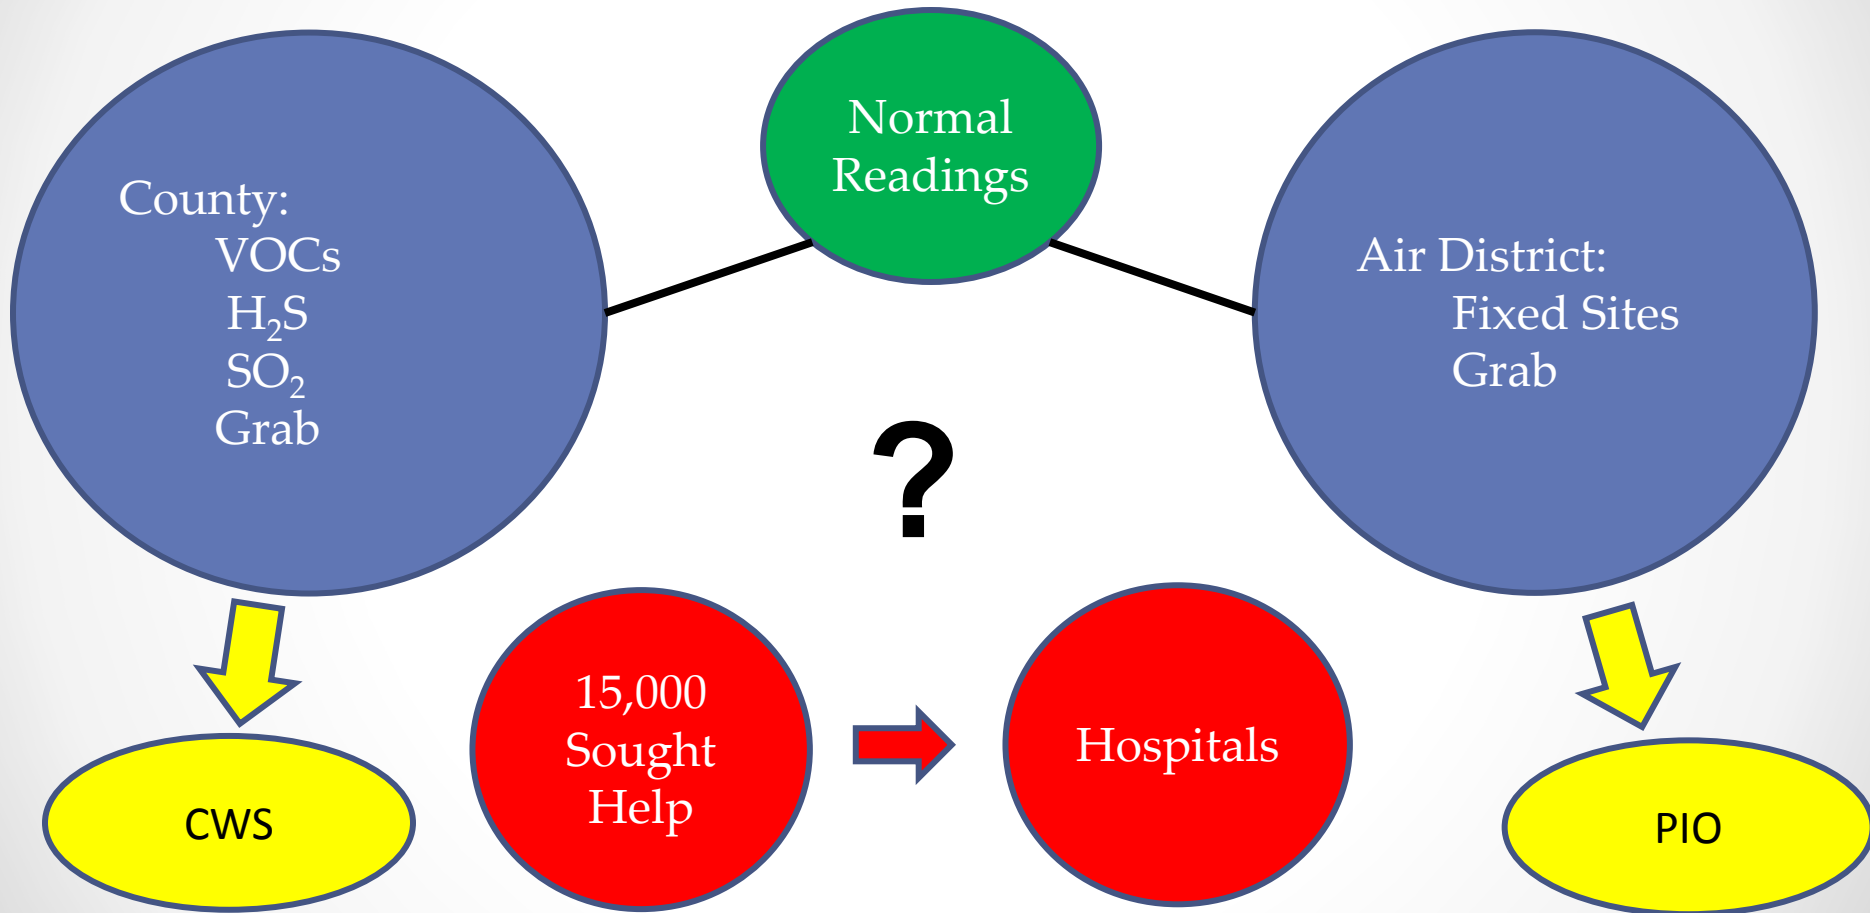 Normal
Readings
County:
VOCs
H₂S
SO₂
Grab
Air District:
Fixed Sites
Grab
?
15,000
Sought
Help
Hospitals
CWS
PIO